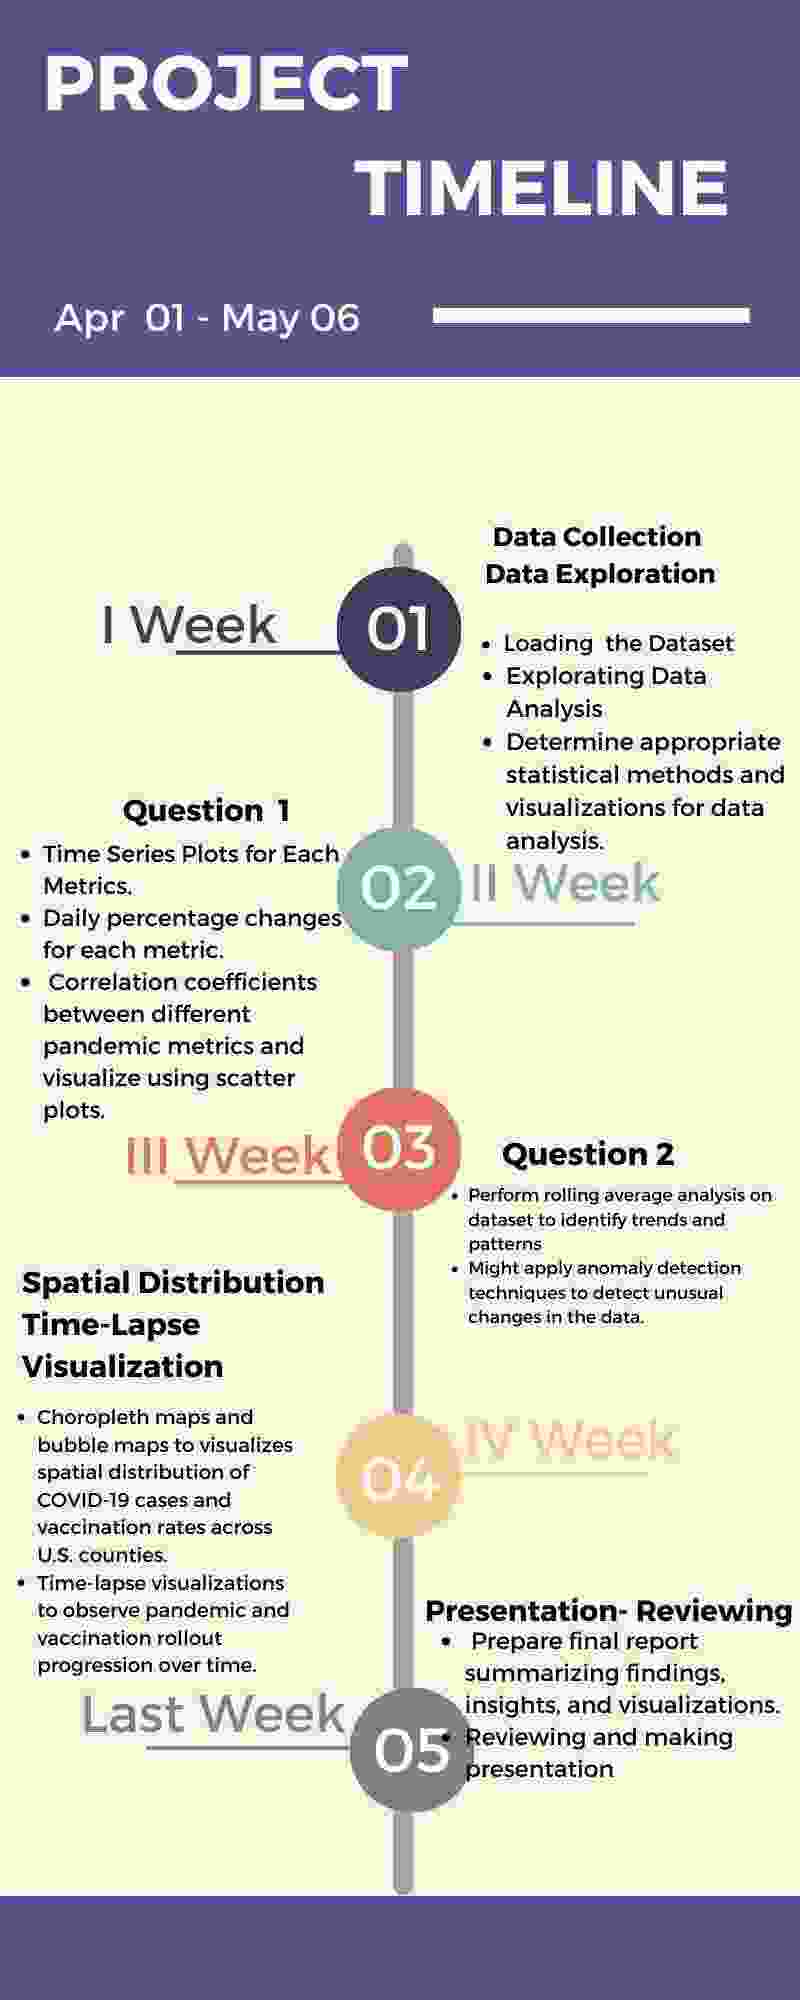 PROJECT
TIMELINE
Apr 01 - May 06
Data Collection
Data Exploration
I Week
01
• Loading the Dataset
• Explorating Data
Analysis
• Determine appropriate
statistical methods and
visualizations for data
analysis.
Question 1
• Time Series Plots for Each
Metrics.
• Daily percentage changes
for each metric.
• Correlation coefficients
between different
pandemic metrics and
visualize using scatter
plots.
02
II Week
III Week
03
Question 2
• Perform rolling average analysis on
dataset to identify trends and
patterns
• Might apply anomaly detection
techniques to detect unusual
changes in the data.
Spatial Distribution
Time-Lapse
Visualization
• Choropleth maps and
bubble maps to visualizes
spatial distribution of
COVID-19 cases and
vaccination rates across
U.S. counties.
• Time-lapse visualizations
to observe pandemic and
vaccination rollout
progression over time.
04
IV Week
Presentation- Reviewing
• Prepare final report
summarizing findings,
insights, and visualizations.
• Reviewing and making
presentation
Last Week
05